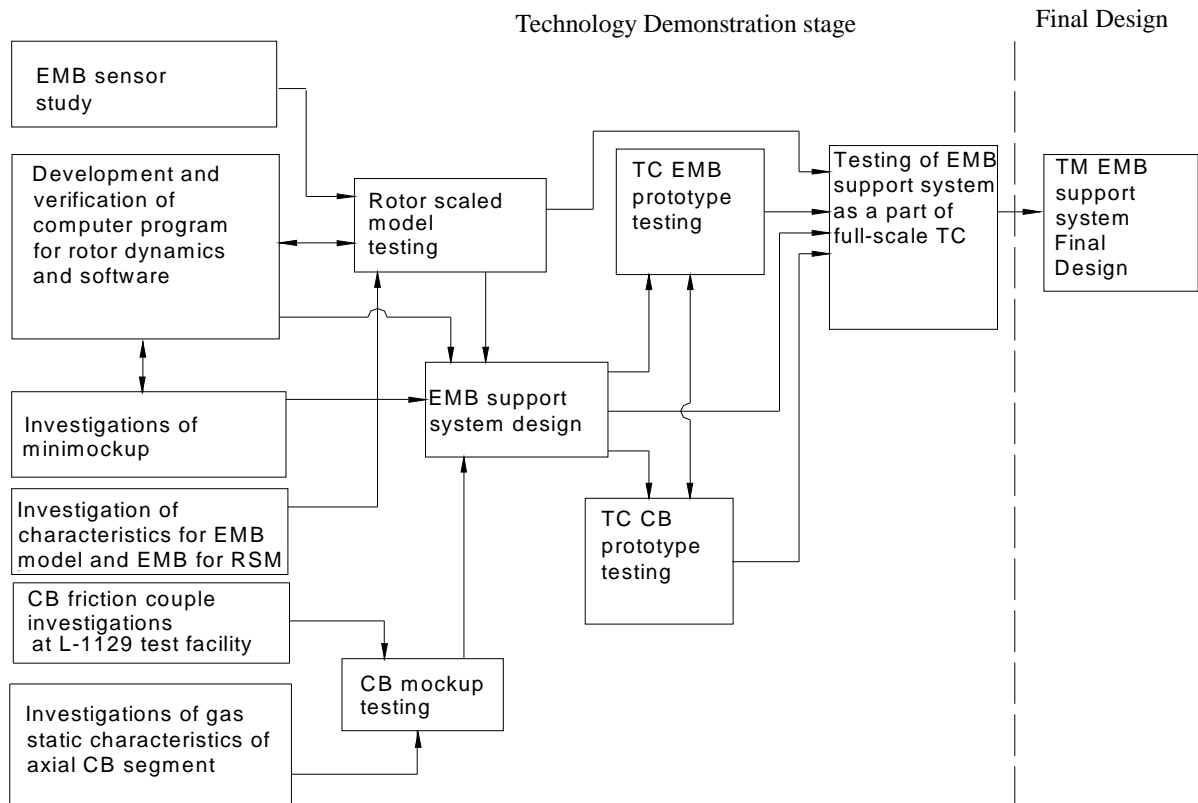 Technology Demonstration stage
Final Design
EMB sensor
study
Development and
verification of
computer program
for rotor dynamics
and software
Investigations of
minimockup
Investigation of
characteristics for EMB
model and EMB for RSM
CB friction couple
investigations
at L-1129 test facility
Investigations of gas
static characteristics of
axial CB segment
Rotor scaled
model
testing
EMB support
system design
CB mockup
testing
TC EMB
prototype
testing
TC CB
prototype
testing
Testing of EMB
support system
as a part of
full-scale TC
TM EMB
support
system
Final
Design